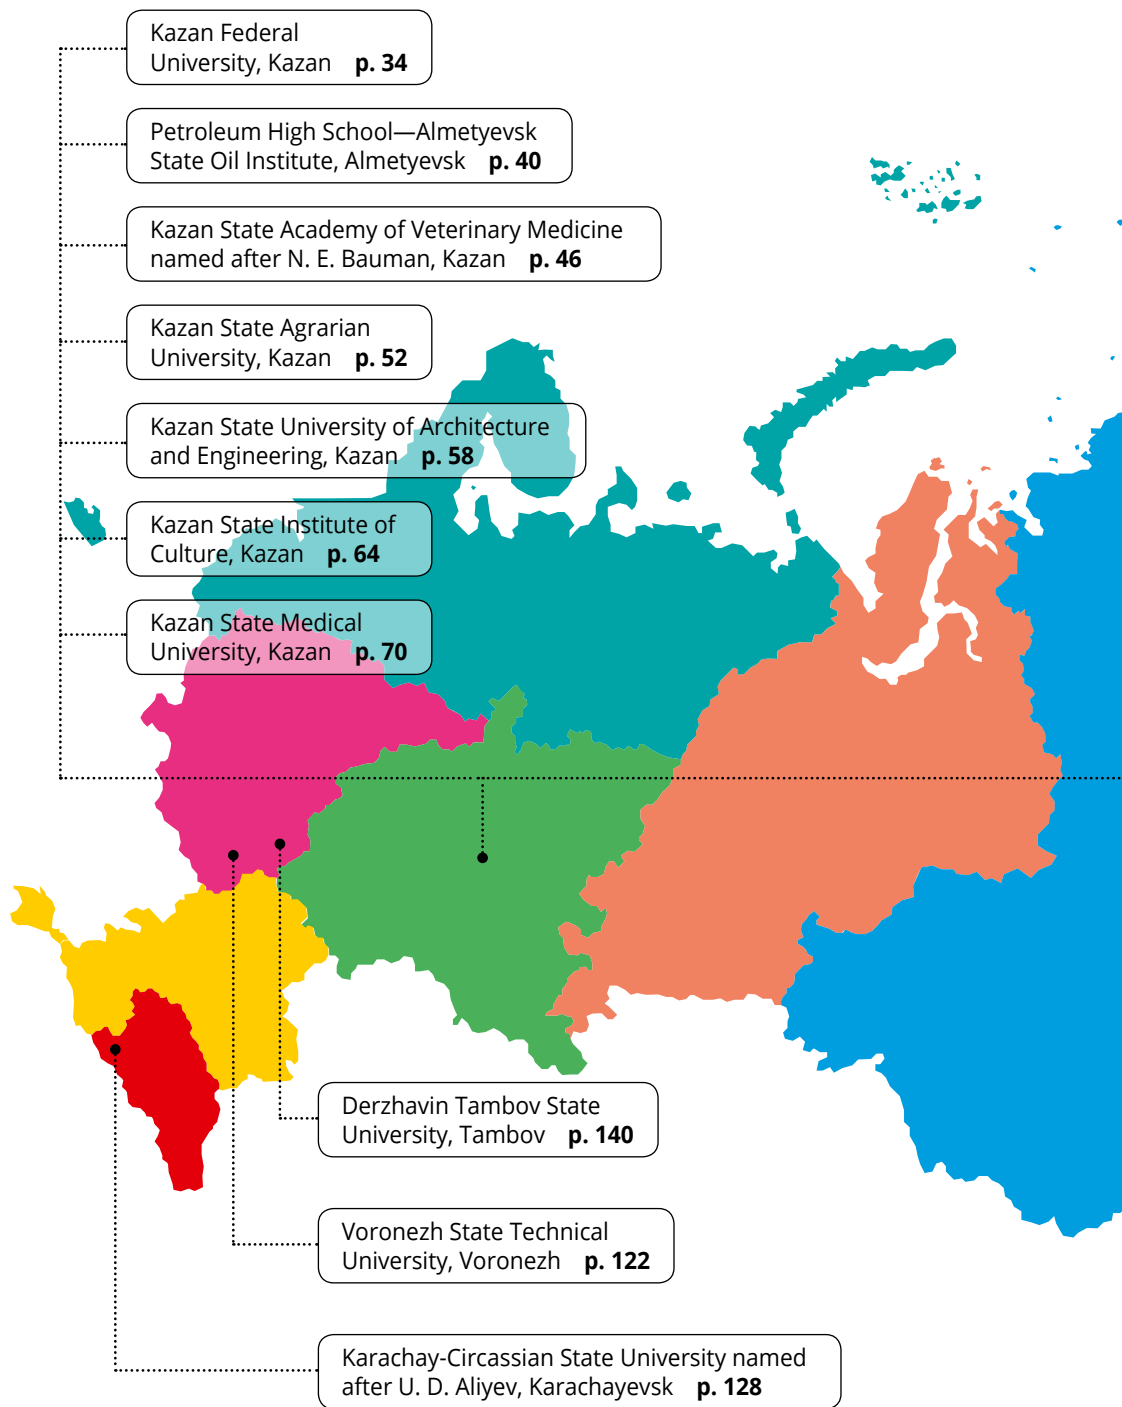 Kazan Federal
University, Kazan p. 34
Petroleum High School—Almetyevsk
State Oil Institute, Almetyevsk p. 40
Kazan State Academy of Veterinary Medicine
named after N. E. Bauman, Kazan p. 46
Kazan State Agrarian
University, Kazan p. 52
Kazan State University of Architecture
and Engineering, Kazan p. 58
Kazan State Institute of
Culture, Kazan p. 64
Kazan State Medical
University, Kazan p. 70
Derzhavin Tambov State
University, Tambov p. 140
Voronezh State Technical
University, Voronezh p. 122
Karachay-Circassian State University named
after U. D. Aliyev, Karachayevsk p. 128